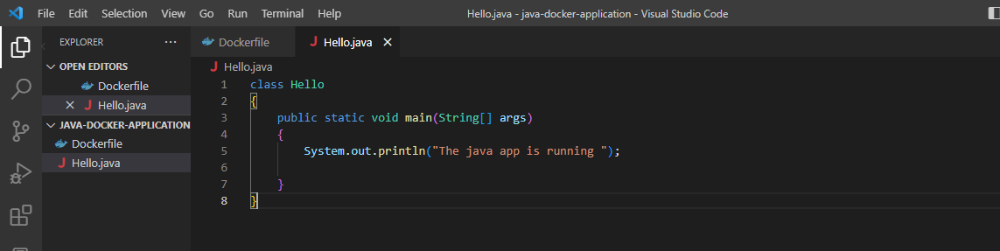 File Edit Selection View Go Run Terminal Help Hello.java - java-docker-application - Visual Studio Code
EXPLORER ···
OPEN EDITORS
Dockerfile
Hello.java
JAVA-DOCKER-APPLICATION
Dockerfile
Hello.java
Dockerfile Hello.java
Hello.java
1 class Hello
2 {
3 public static void main(String[] args)
4 {
5 System.out.println("The java app is running ");
6
7 }
8 }